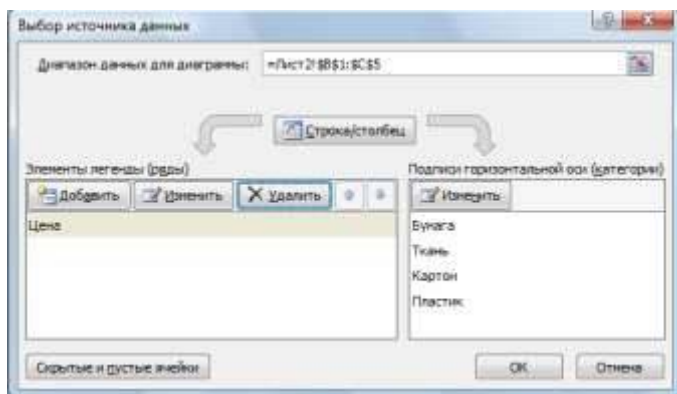 Выбор источника данных
Диапазон данных для диаграммы: =Лист2!$B$1:$C$5
Строка/столбец
Элементы легенды (ряды)
Добавить Изменить Удалить
Цена
Подписи горизонтальной оси (категории)
Изменить
Бумага
Ткань
Картон
Пластик
Скрытые и пустые ячейки
ОК Отмена